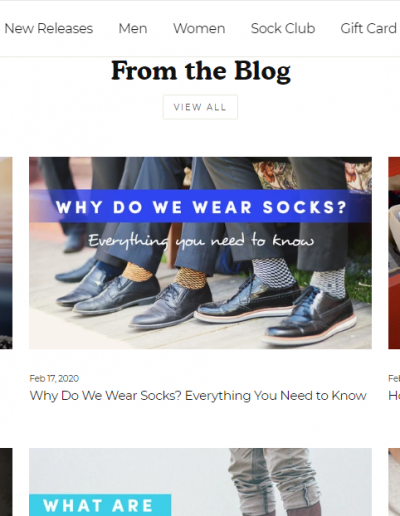 New Releases Men Women Sock Club Gift Card
From the Blog
VIEW ALL
WHY DO WE WEAR SOCKS?
Everything you need to know
Feb 17, 2020
Why Do We Wear Socks? Everything You Need to Know
WHAT ARE